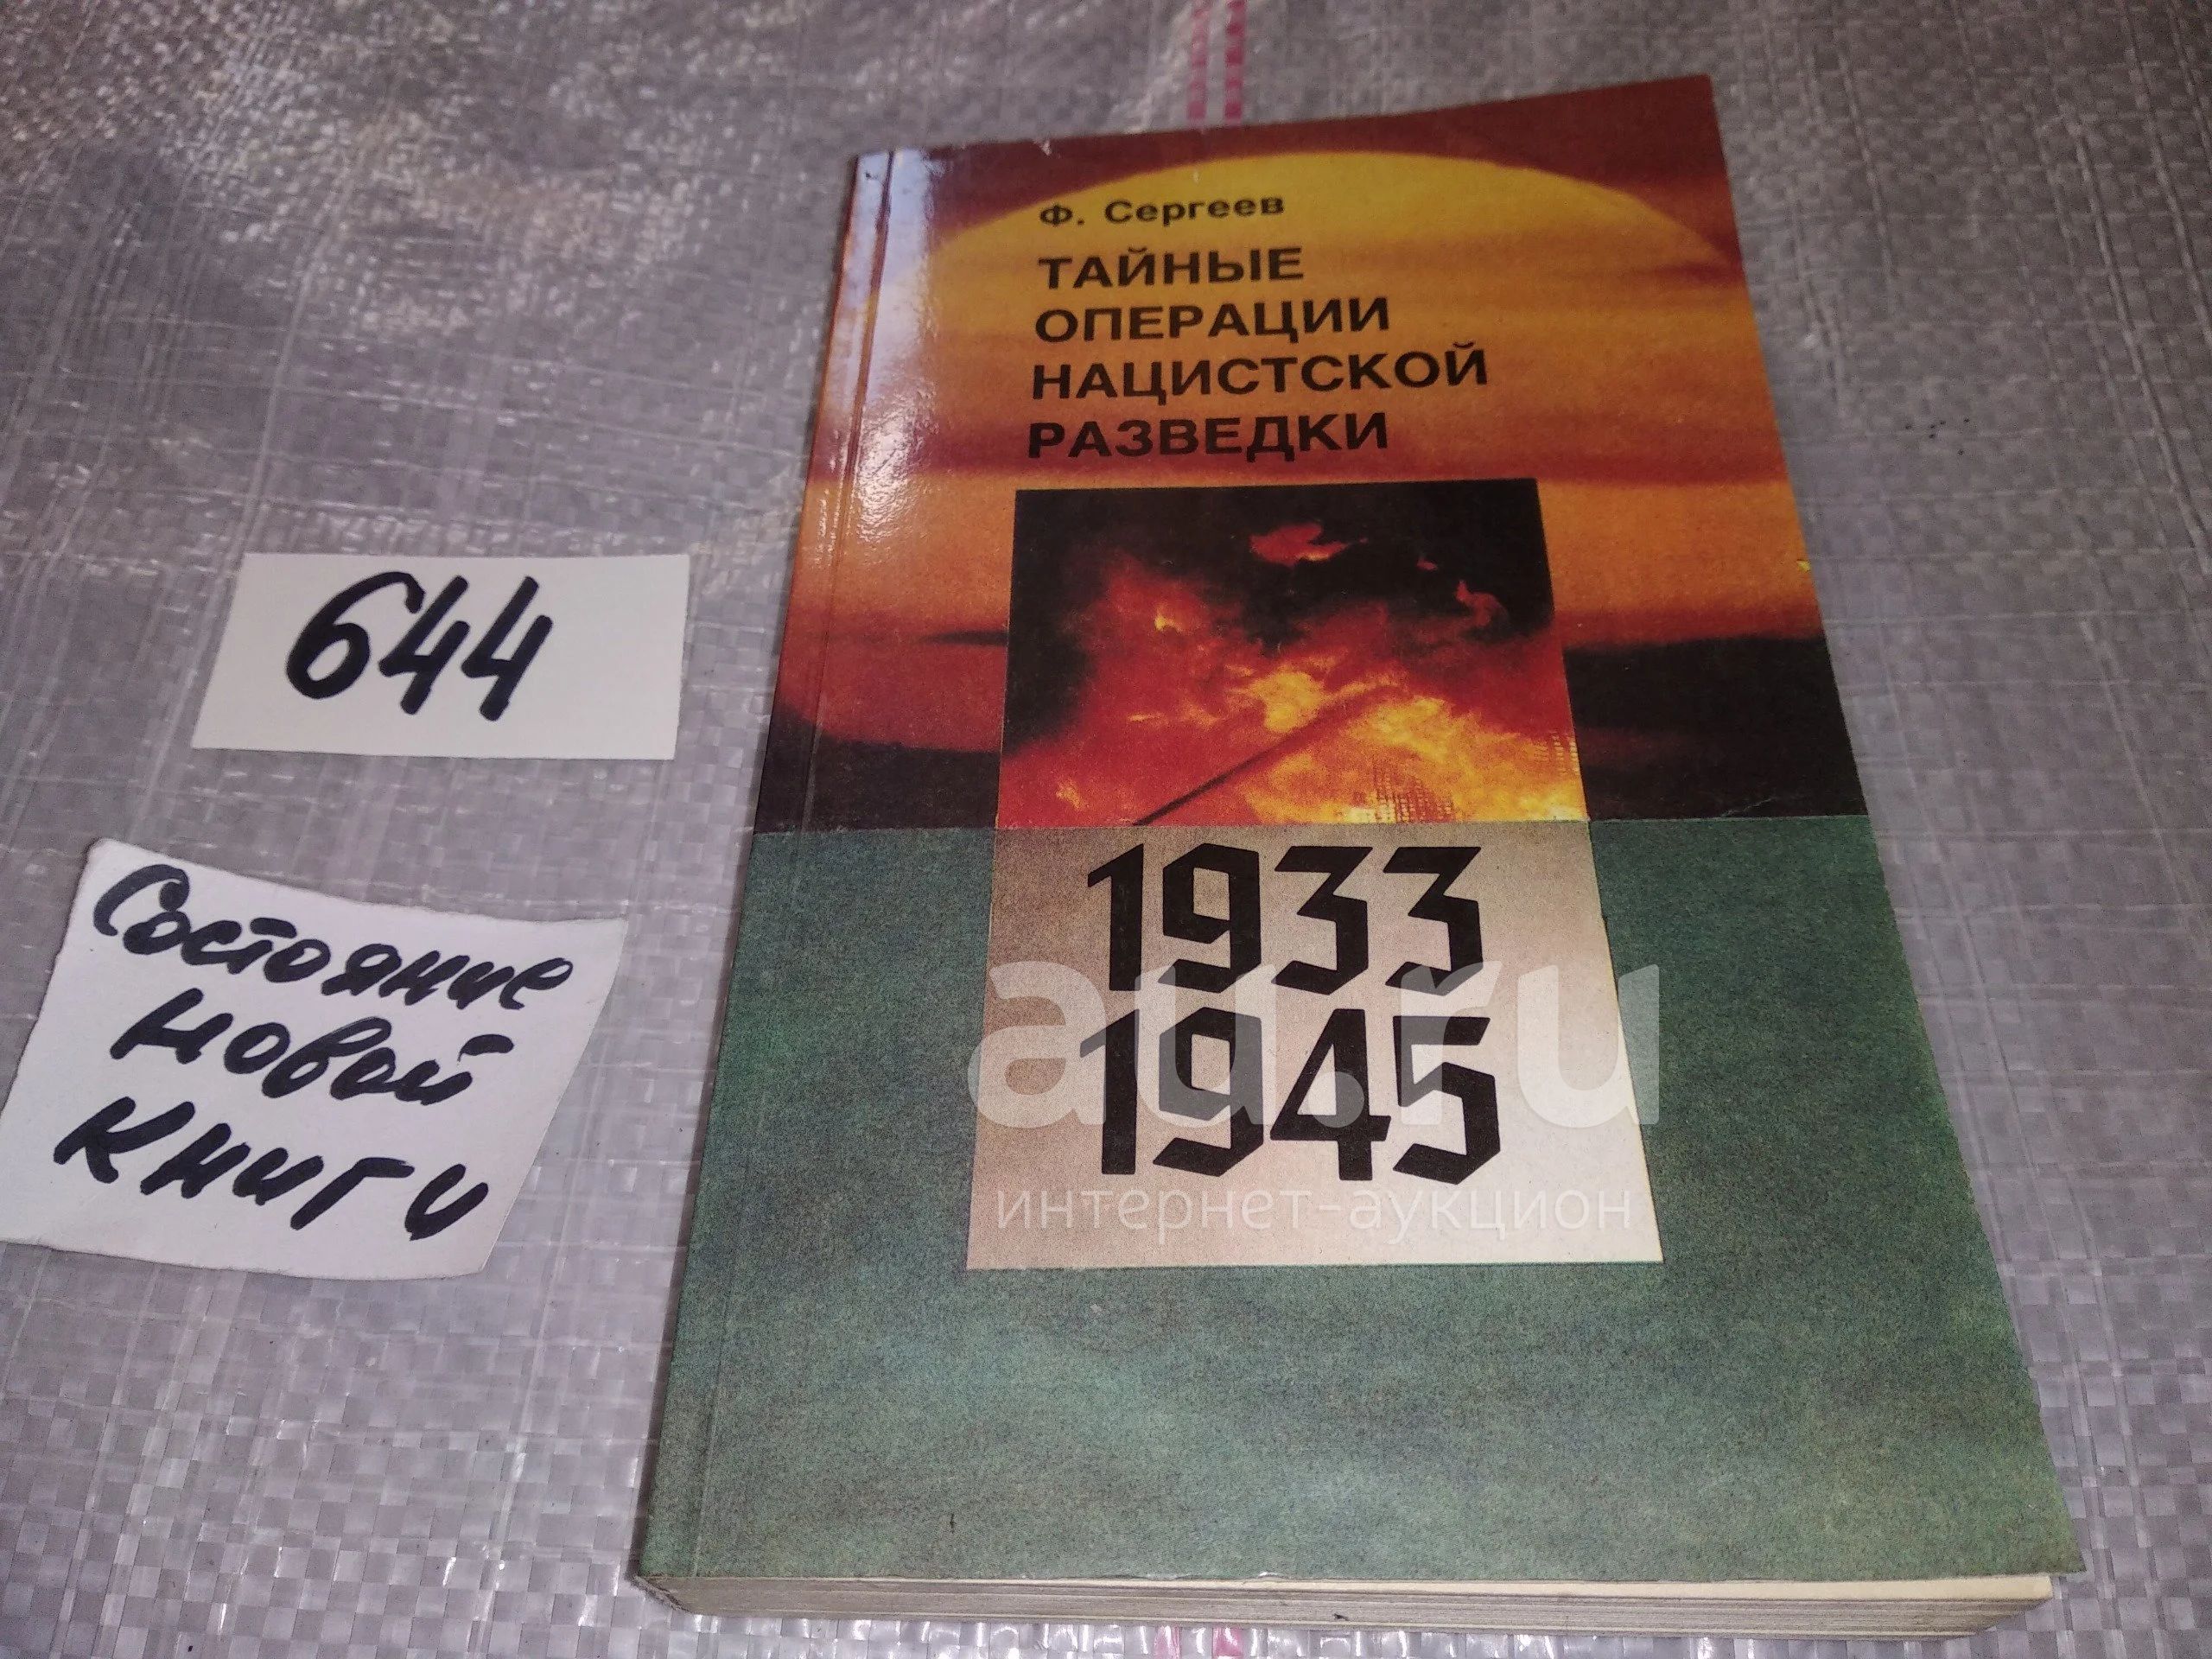 Ф. Сергеев
ТАЙНЫЕ
ОПЕРАЦИИ
НАЦИСТСКОЙ
РАЗВЕДКИ
1933
1945
644
Состояние
новой
книги
au.ru
интернет-аукцион